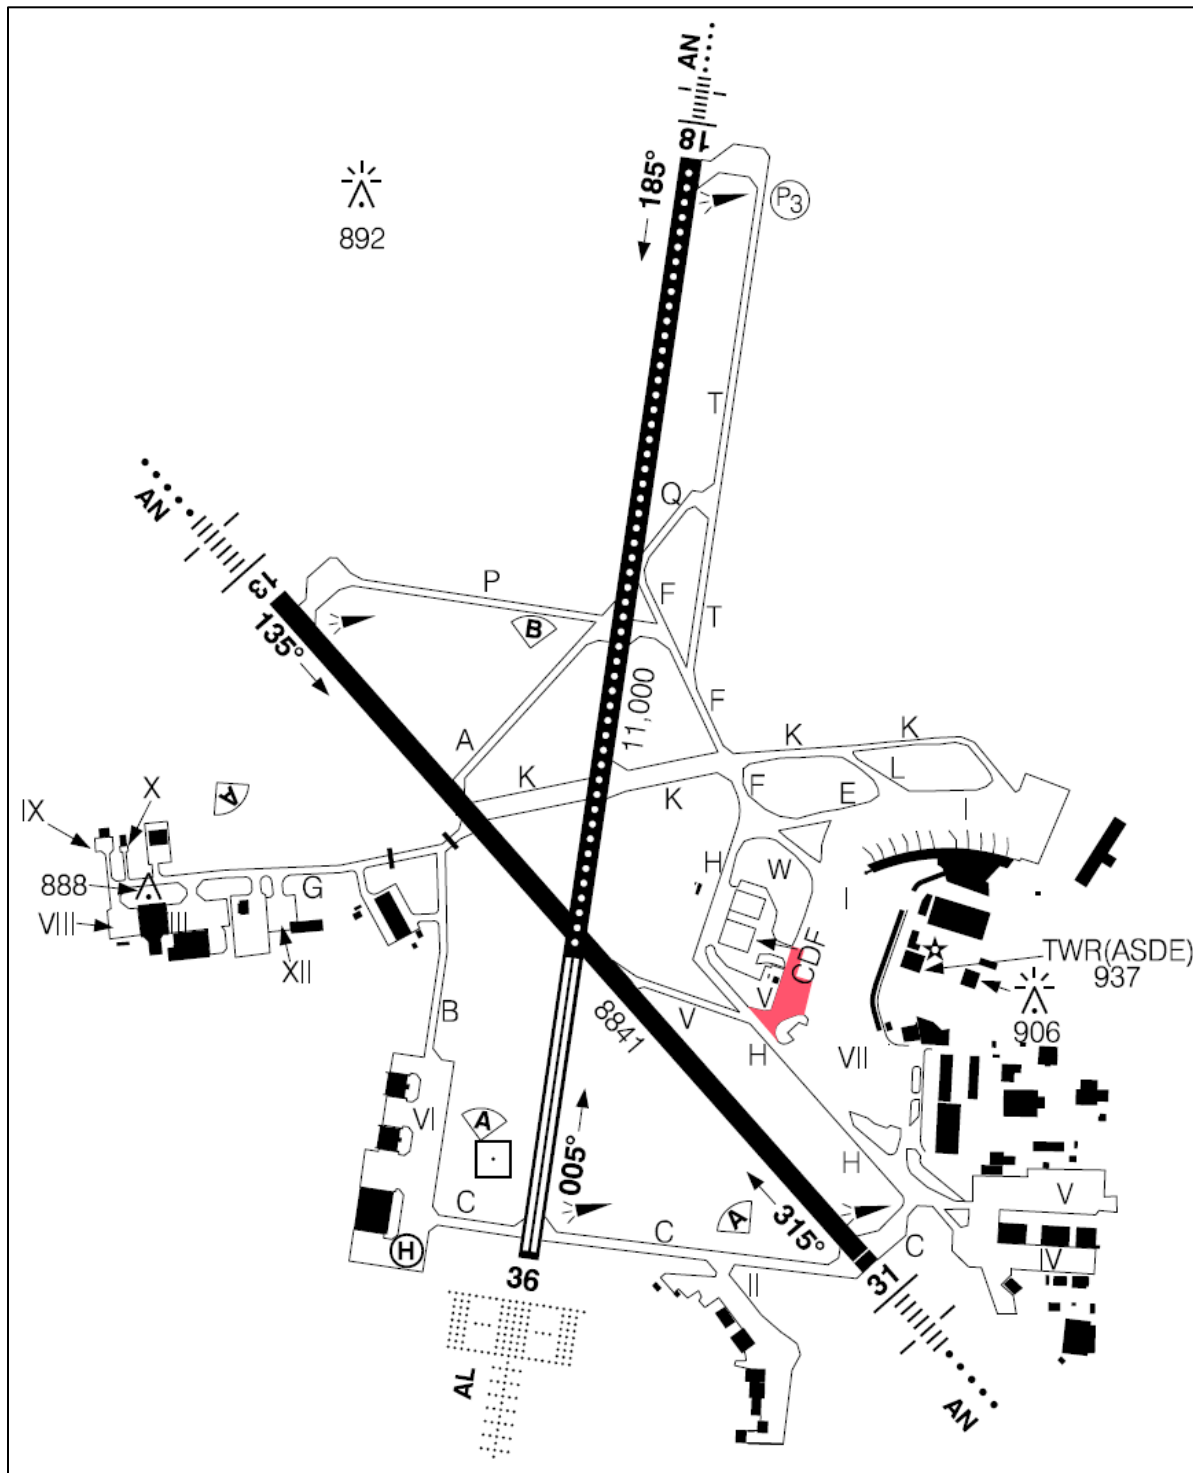 AN
18
185°
P3
892
T
AN
Q
13
P
F
B
T
135°
11,000
F
A
K
K
K
K
L
F
E
A
X
IX
I
H
W
888
G
I
VIII
IIII
CDF
TWR(ASDE)
937
XII
V
B
8841
V
906
H
VII
VI
A
005°
H
V
C
A
315°
C
C
H
IV
36
II
31
AL
AN